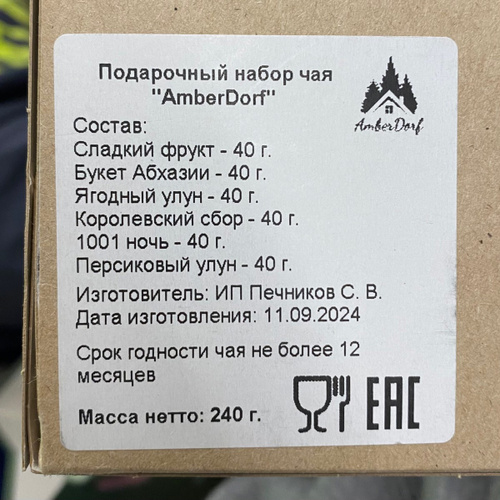 Подарочный набор чая
"AmberDorf"
AmberDorf
Состав:
Сладкий фрукт - 40 г.
Букет Абхазии - 40 г.
Ягодный улун - 40 г.
Королевский сбор - 40 г.
1001 ночь - 40 г.
Персиковый улун - 40 г.
Изготовитель: ИП Печников С. В.
Дата изготовления: 11.09.2024
Срок годности чая не более 12
месяцев
Масса нетто: 240 г.
EAC